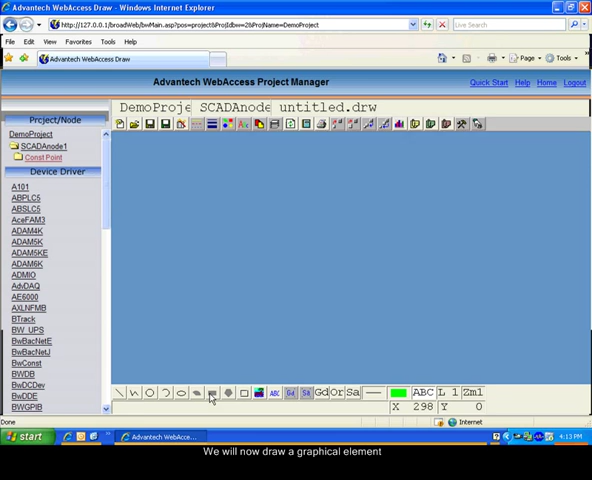 Advantech WebAccess Draw - Windows Internet Explorer
http://127.0.0.1/broadWeb/bwMain.asp?pos=project&ProjIdbw=2&ProjName=DemoProject
Live Search
File Edit View Favorites Tools Help
Advantech WebAccess Draw
Page Tools
Advantech WebAccess Project Manager
Quick Start Help Home Logout
Project/Node
DemoProje SCADAnode untitled.drw
DemoProject
SCADAnode1
Const Point
Device Driver
A101
ABPLC5
ABSLC5
AceFAM3
ADAM4K
ADAM5K
ADAM5KE
ADAM6K
ADMIO
AdvDAQ
AE6000
AXLNFMB
BTrack
BW_UPS
BwBacNetE
BwBacNetJ
BwConst
BWDB
BwDCDev
BwDDE
BWGPIB
ABC Gd Sa Gd Or Sa ABC L 1 Zm1
X 298 Y 0
Done
Internet
start
Advantech WebAcce...
4:13 PM
We will now draw a graphical element